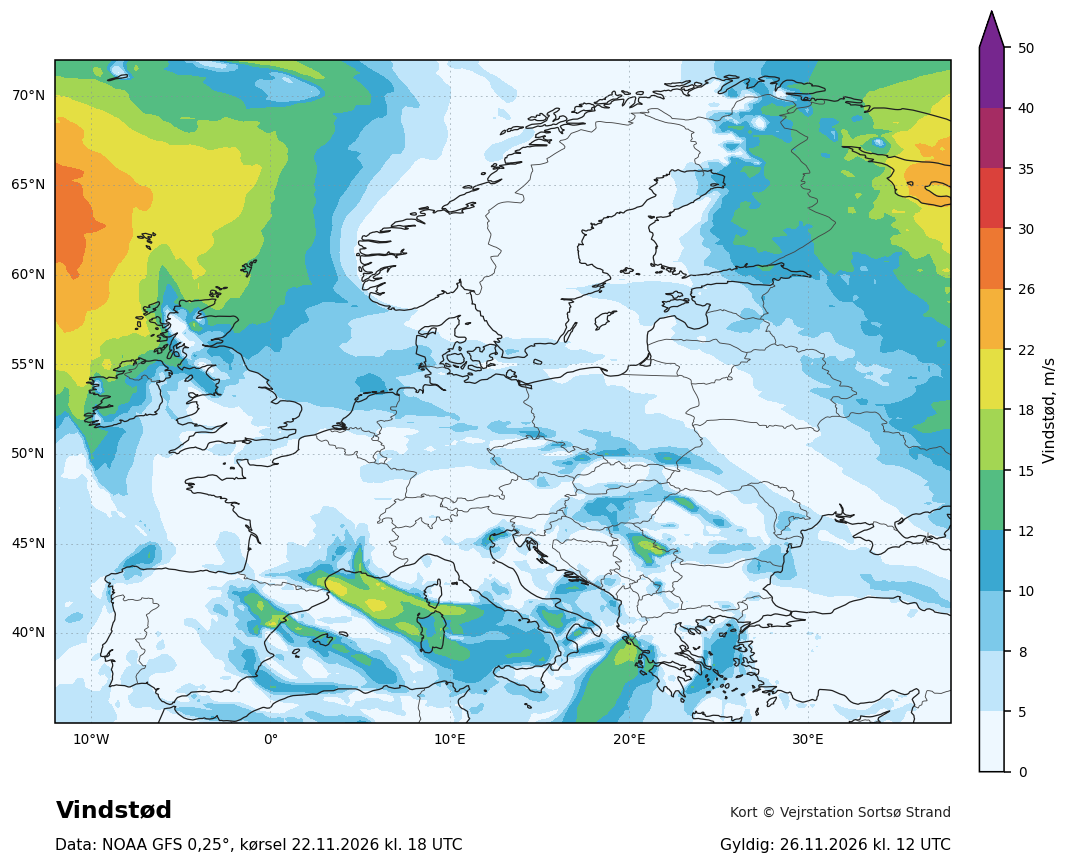 50
40
35
30
26
22
18
15
12
10
8
5
0
Vindstød, m/s
70°N
65°N
60°N
55°N
50°N
45°N
40°N
10°W
0°
10°E
20°E
30°E
Vindstød
Kort © Vejrstation Sortsø Strand
Data: NOAA GFS 0,25°, kørsel 22.11.2026 kl. 18 UTC
Gyldig: 26.11.2026 kl. 12 UTC